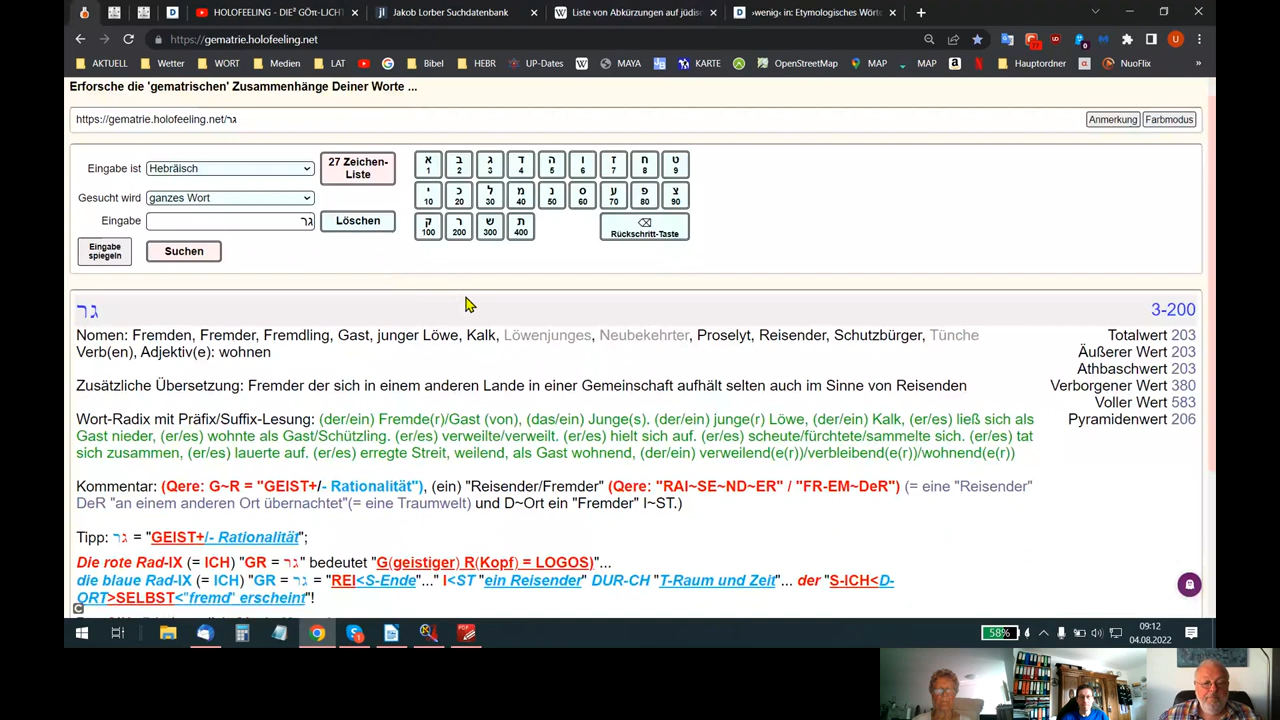 HOLOFEELING - DIE² GÖπt-LICHT
Jakob Lorber Suchdatenbank
Liste von Abkürzungen auf jüdisc
›wenig‹ in: Etymologisches Wörte
https://gematrie.holofeeling.net
AKTUELL
Wetter
WORT
Medien
LAT
Bibel
HEBR
UP-Dates
MAYA
KARTE
OpenStreetMap
MAP
MAP
Hauptordner
NuoFlix
Erforsche die 'gematrischen' Zusammenhänge Deiner Worte ...
https://gematrie.holofeeling.net/גר
Anmerkung
Farbmodus
Eingabe ist
Hebräisch
27 Zeichen-
Liste
Gesucht wird
ganzes Wort
Eingabe
גר
Löschen
Eingabe
spiegeln
Suchen
א ב ג ד ה ו ז ח ט
1 2 3 4 5 6 7 8 9
י כ ל מ נ ס ע פ צ
10 20 30 40 50 60 70 80 90
ק ר ש ת
100 200 300 400
⌫
Rückschritt-Taste
גר
3-200
Nomen: Fremden, Fremder, Fremdling, Gast, junger Löwe, Kalk, Löwenjunges, Neubekehrter, Proselyt, Reisender, Schutzbürger, Tünche
Verb(en), Adjektiv(e): wohnen
Totalwert 203
Äußerer Wert 203
Athbaschwert 203
Verborgener Wert 380
Voller Wert 583
Pyramidenwert 206
Zusätzliche Übersetzung: Fremder der sich in einem anderen Lande in einer Gemeinschaft aufhält selten auch im Sinne von Reisenden
Wort-Radix mit Präfix/Suffix-Lesung: (der/ein) Fremde(r)/Gast (von), (das/ein) Junge(s). (der/ein) junge(r) Löwe, (der/ein) Kalk, (er/es) ließ sich als
Gast nieder, (er/es) wohnte als Gast/Schützling. (er/es) verweilte/verweilt. (er/es) hielt sich auf. (er/es) scheute/fürchtete/sammelte sich. (er/es) tat
sich zusammen, (er/es) lauerte auf. (er/es) erregte Streit, weilend, als Gast wohnend, (der/ein) verweilend(e(r))/verbleibend(e(r))/wohnend(e(r))
Kommentar: (Qere: G~R = "GEIST+/- Rationalität"), (ein) "Reisender/Fremder" (Qere: "RAI~SE~ND~ER" / "FR-EM~DeR") (= eine "Reisender"
DeR "an einem anderen Ort übernachtet"(= eine Traumwelt) und D~Ort ein "Fremder" I~ST.)
Tipp: גר = "GEIST+/- Rationalität";
Die rote Rad-IX (= ICH) "GR = גר" bedeutet "G(geistiger) R(Kopf) = LOGOS)"...
die blaue Rad-IX (= ICH) "GR = גר = "REI<S-Ende"..." I<ST "ein Reisender" DUR-CH "T-Raum und Zeit"... der "S-ICH<D-
ORT>SELBST<"fremd" erscheint"!
58%
09:12
04.08.2022